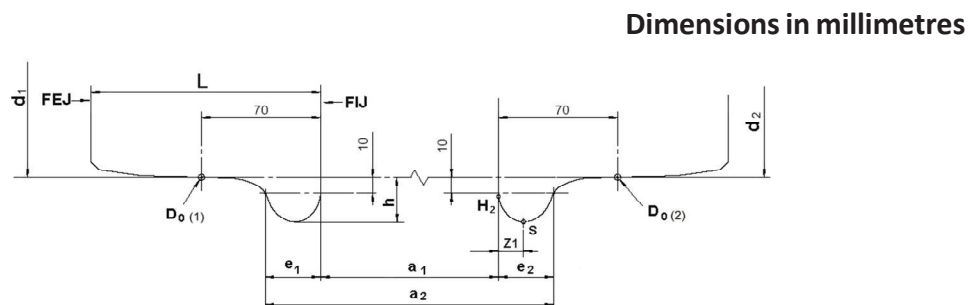 Dimensions in millimetres
d₁
FEJ
L
FIJ
70
70
10
10
d₂
D₀ (1)
h
H₂
S
D₀ (2)
Z1
e₁
a₁
e₂
a₂